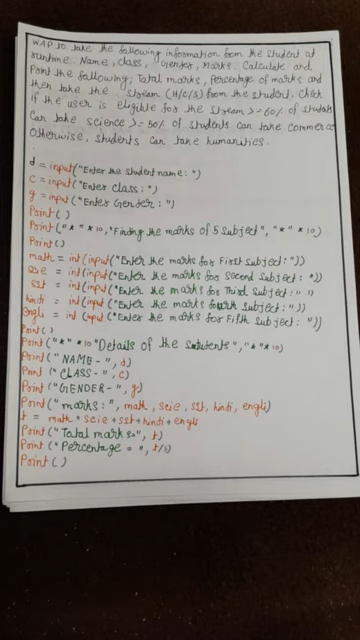 WAP to take the following information from the student at
runtime. Name, class, Gender, Marks. Calculate and
Print the following; Total marks, percentage of marks and
then take the stream (H/C/S) from the student. Check
if the user is eligible for the stream >-60% of students
can take science >-50% of students can take commerce
Otherwise, students can take humanities.
d = input("Enter the student name: ")
C = input("Enter class: ")
g = input("Enter Gender: ")
Print()
Print("*" * 10, "Finding the marks of 5 subject", "*" * 10)
Print()
math = int(input("Enter the marks for First Subject: "))
scie = int(input("Enter the marks for Second Subject: "))
SSt = int(input("Enter the marks for Third Subject: " )
hindi = int(input("Enter the marks for Fourth Subject: "))
Engli = int(input("Enter the marks for Fifth Subject: "))
Print()
Print("*" * 10 "Details of the Students", "*" * 10)
Print("NAME-", d)
Print("CLASS-", C)
Print("GENDER-", g)
Print("marks:", math, scie, SSt, hindi, engli)
t = math + scie + SSt + hindi + engli
Print("Total marks=", t)
Print("Percentage = ", t/5)
Print()